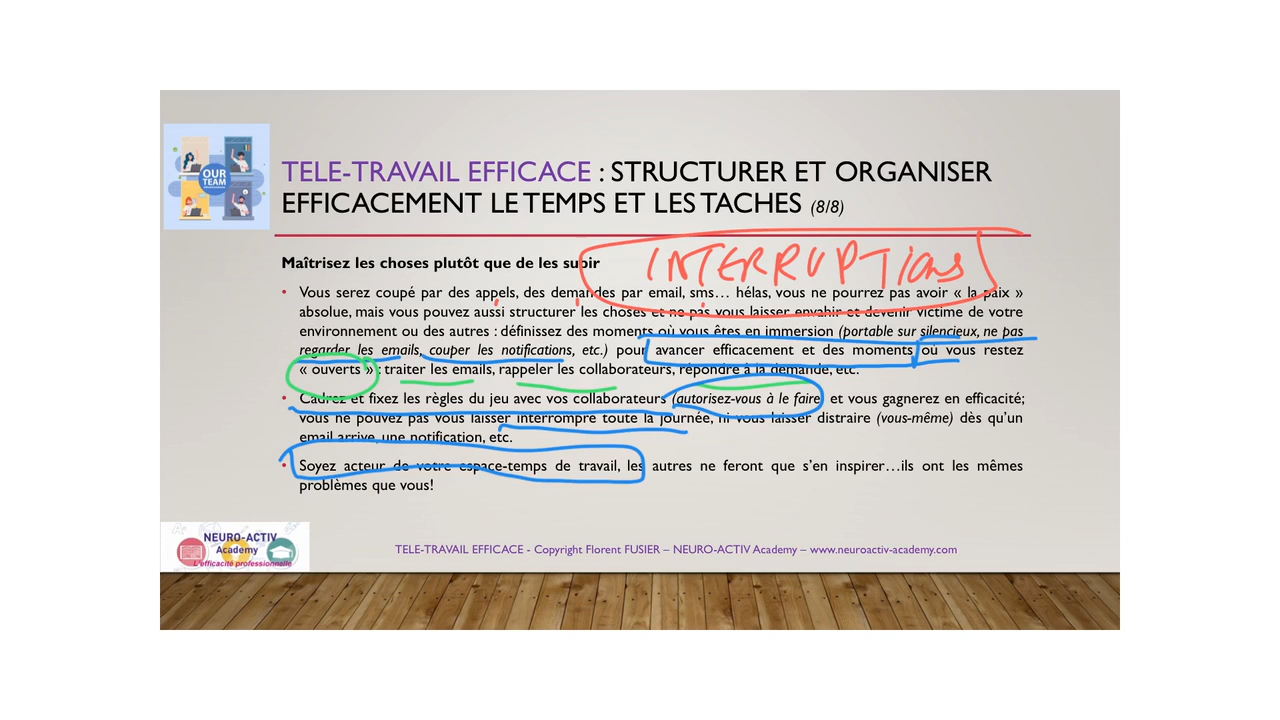 OUR
TEAM
TELE-TRAVAIL EFFICACE : STRUCTURER ET ORGANISER
EFFICACEMENT LE TEMPS ET LES TACHES (8/8)
INTERRUPTIONS
Maîtrisez les choses plutôt que de les subir
• Vous serez coupé par des appels, des demandes par email, sms… hélas, vous ne pourrez pas avoir « la paix »
absolue, mais vous pouvez aussi structurer les choses et ne pas vous laisser envahir et devenir victime de votre
environnement ou des autres : définissez des moments où vous êtes en immersion (portable sur silencieux, ne pas
regarder les emails, couper les notifications, etc.) pour avancer efficacement et des moments où vous restez
« ouverts » : traiter les emails, rappeler les collaborateurs, répondre à la demande, etc.
• Cadrez et fixez les règles du jeu avec vos collaborateurs (autorisez-vous à le faire) et vous gagnerez en efficacité;
vous ne pouvez pas vous laisser interrompre toute la journée, ni vous laisser distraire (vous-même) dès qu’un
email arrive, une notification, etc.
• Soyez acteur de votre espace-temps de travail, les autres ne feront que s’en inspirer…ils ont les mêmes
problèmes que vous!
NEURO-ACTIV
Academy
L'efficacité professionnelle
TELE-TRAVAIL EFFICACE - Copyright Florent FUSIER – NEURO-ACTIV Academy – www.neuroactiv-academy.com